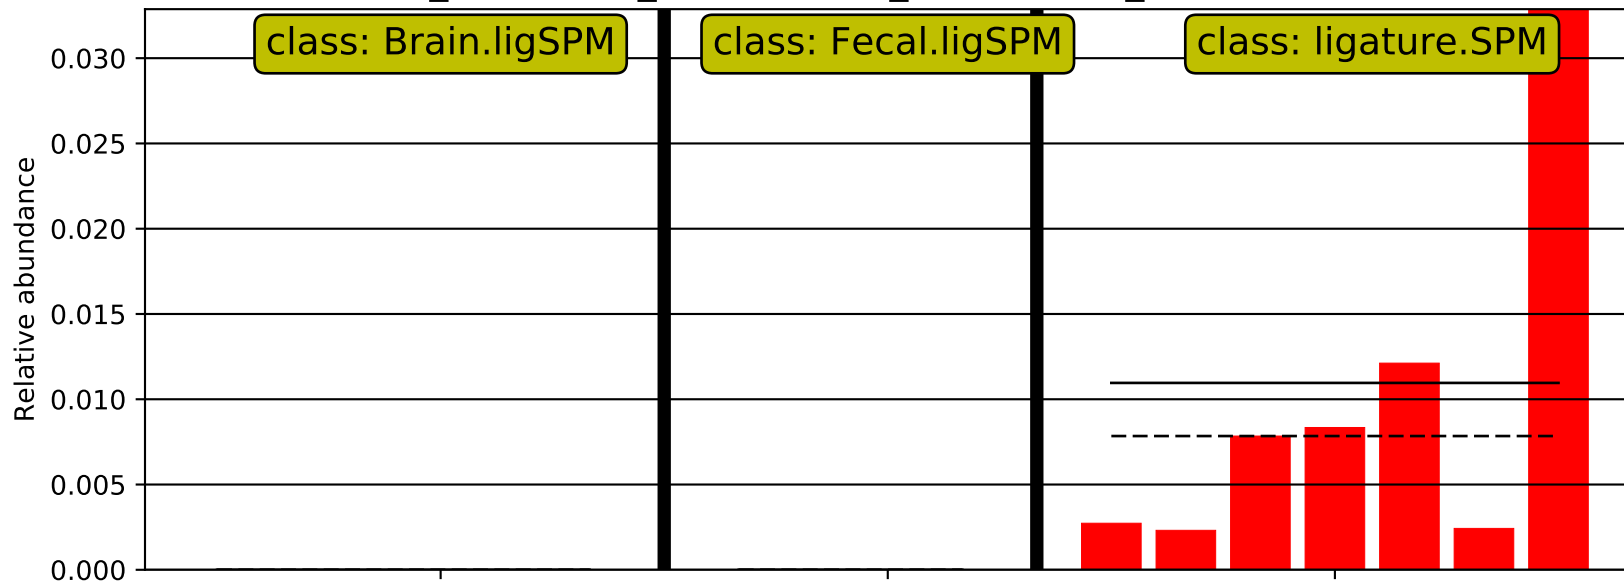 class: Brain.ligSPM
class: Fecal.ligSPM
class: ligature.SPM
0.030
0.025
0.020
0.015
0.010
0.005
0.000
Relative abundance